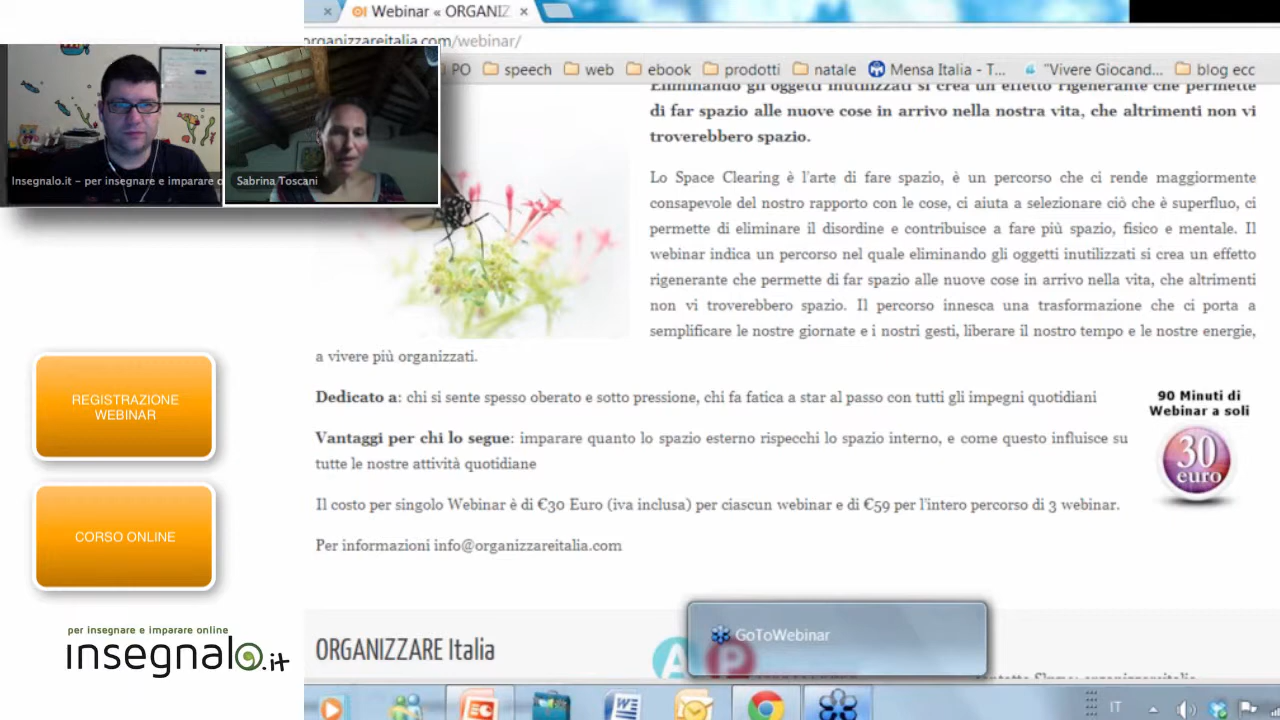 Webinar « ORGANIZ
organizzareitalia.com/webinar/
PO speech web ebook prodotti natale Mensa Italia - T... "Vivere Giocand... blog ecc
Eliminando gli oggetti inutilizzati si crea un effetto rigenerante che permette
di far spazio alle nuove cose in arrivo nella nostra vita, che altrimenti non vi
troverebbero spazio.
Lo Space Clearing è l'arte di fare spazio, è un percorso che ci rende maggiormente
consapevole del nostro rapporto con le cose, ci aiuta a selezionare ciò che è superfluo, ci
permette di eliminare il disordine e contribuisce a fare più spazio, fisico e mentale. Il
webinar indica un percorso nel quale eliminando gli oggetti inutilizzati si crea un effetto
rigenerante che permette di far spazio alle nuove cose in arrivo nella vita, che altrimenti
non vi troverebbero spazio. Il percorso innesca una trasformazione che ci porta a
semplificare le nostre giornate e i nostri gesti, liberare il nostro tempo e le nostre energie,
a vivere più organizzati.
Dedicato a: chi si sente spesso oberato e sotto pressione, chi fa fatica a star al passo con tutti gli impegni quotidiani
Vantaggi per chi lo segue: imparare quanto lo spazio esterno rispecchi lo spazio interno, e come questo influisce su
tutte le nostre attività quotidiane
Il costo per singolo Webinar è di €30 Euro (iva inclusa) per ciascun webinar e di €59 per l'intero percorso di 3 webinar.
Per informazioni info@organizzareitalia.com
90 Minuti di
Webinar a soli
30
euro
Insegnalo.it - per insegnare e imparare o
Sabrina Toscani
REGISTRAZIONE
WEBINAR
CORSO ONLINE
per insegnare e imparare online
insegnalo.it
ORGANIZZARE Italia
A P
GoToWebinar
IT